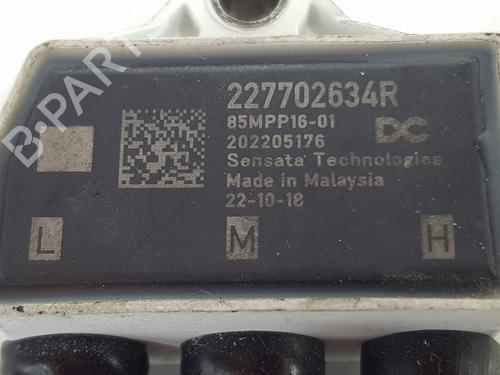 227702634R
85MPP16-01
DC
202205176
Sensata Technologies
Made in Malaysia
22-10-18
L
M
H